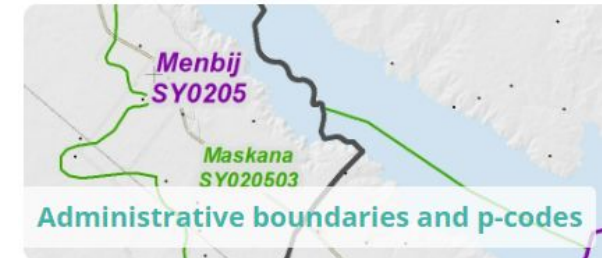 Menbij
SY0205
Maskana
SY020503
Administrative boundaries and p-codes